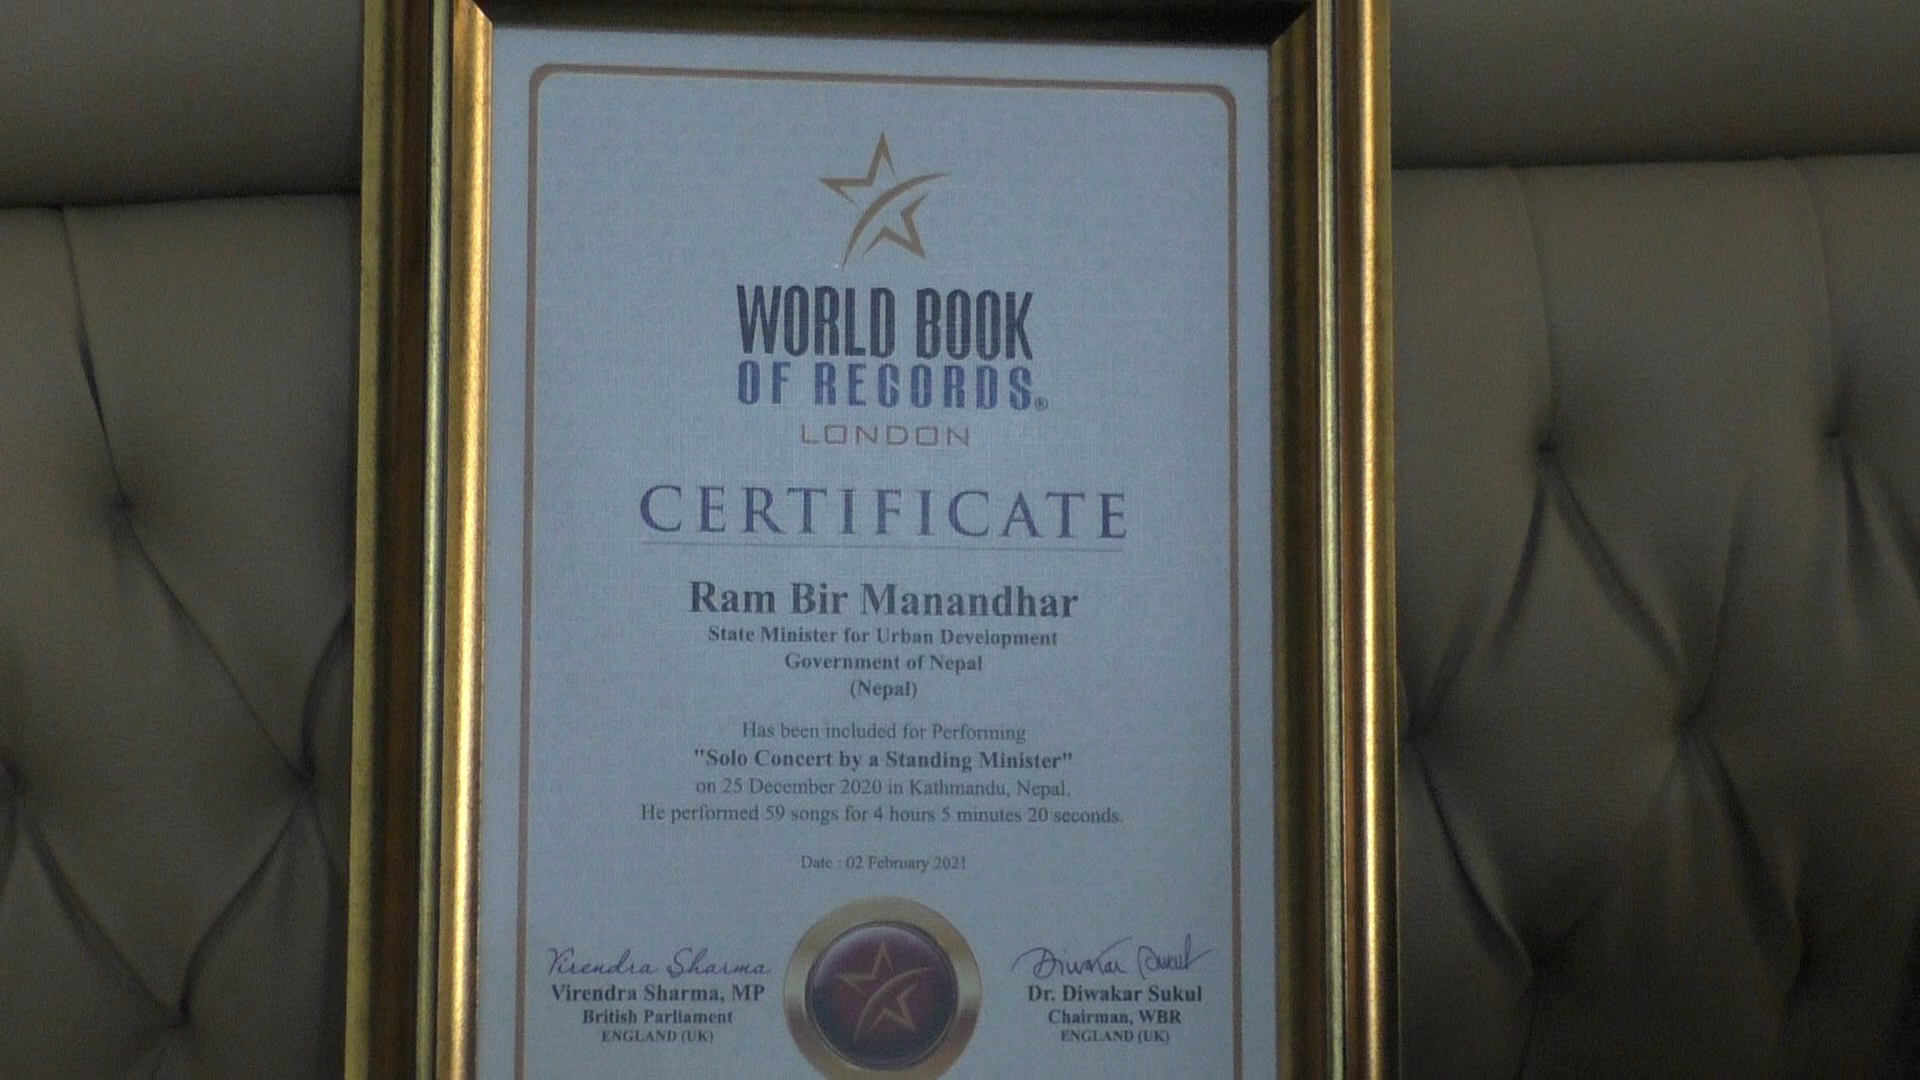 WORLD BOOK
OF RECORDS®
LONDON
CERTIFICATE
Ram Bir Manandhar
State Minister for Urban Development
Government of Nepal
(Nepal)
Has been included for Performing
"Solo Concert by a Standing Minister"
on 25 December 2020 in Kathmandu, Nepal.
He performed 59 songs for 4 hours 5 minutes 20 seconds.
Date : 02 February 2021
Virendra Sharma
Virendra Sharma, MP
British Parliament
ENGLAND (UK)
Diwakar Sukul
Dr. Diwakar Sukul
Chairman, WBR
ENGLAND (UK)